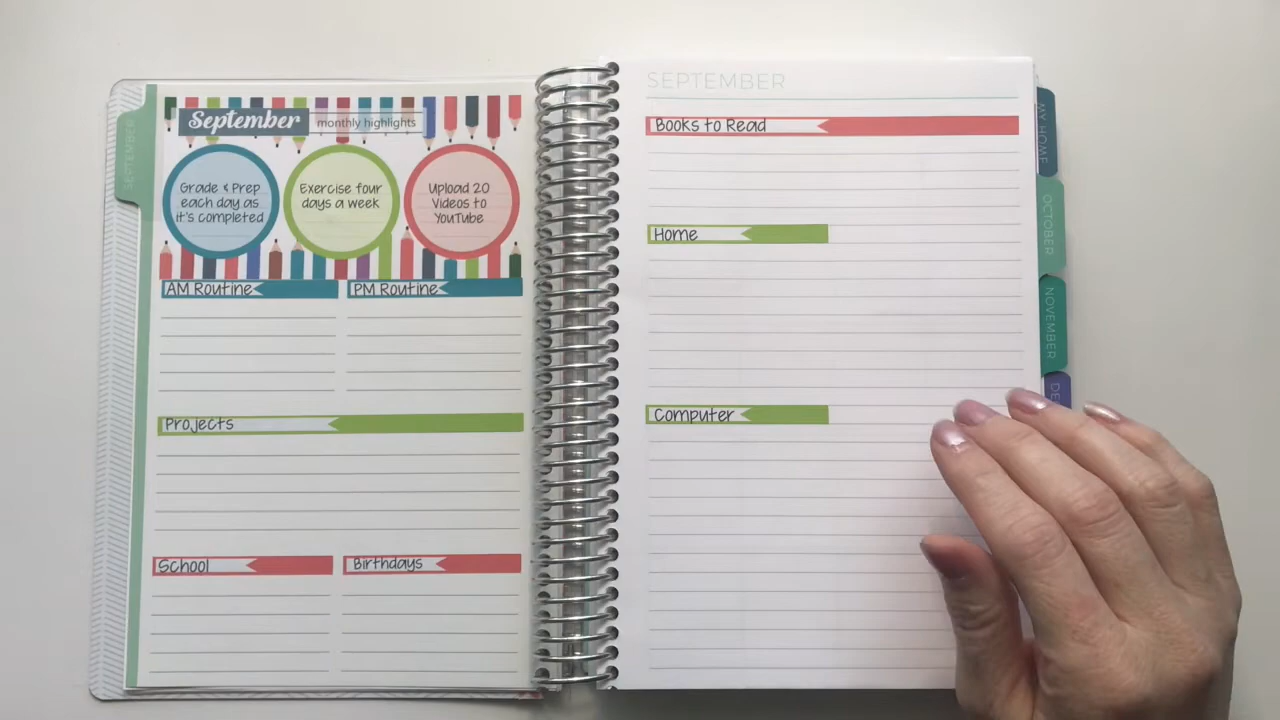 SEPTEMBER
September monthly highlights
Grade & Prep
each day as
it's completed
Exercise four
days a week
Upload 20
Videos to
YouTube
AM Routine
PM Routine
Projects
School
Birthdays
SEPTEMBER
Books to Read
Home
Computer
MY HOME
OCTOBER
NOVEMBER
DE